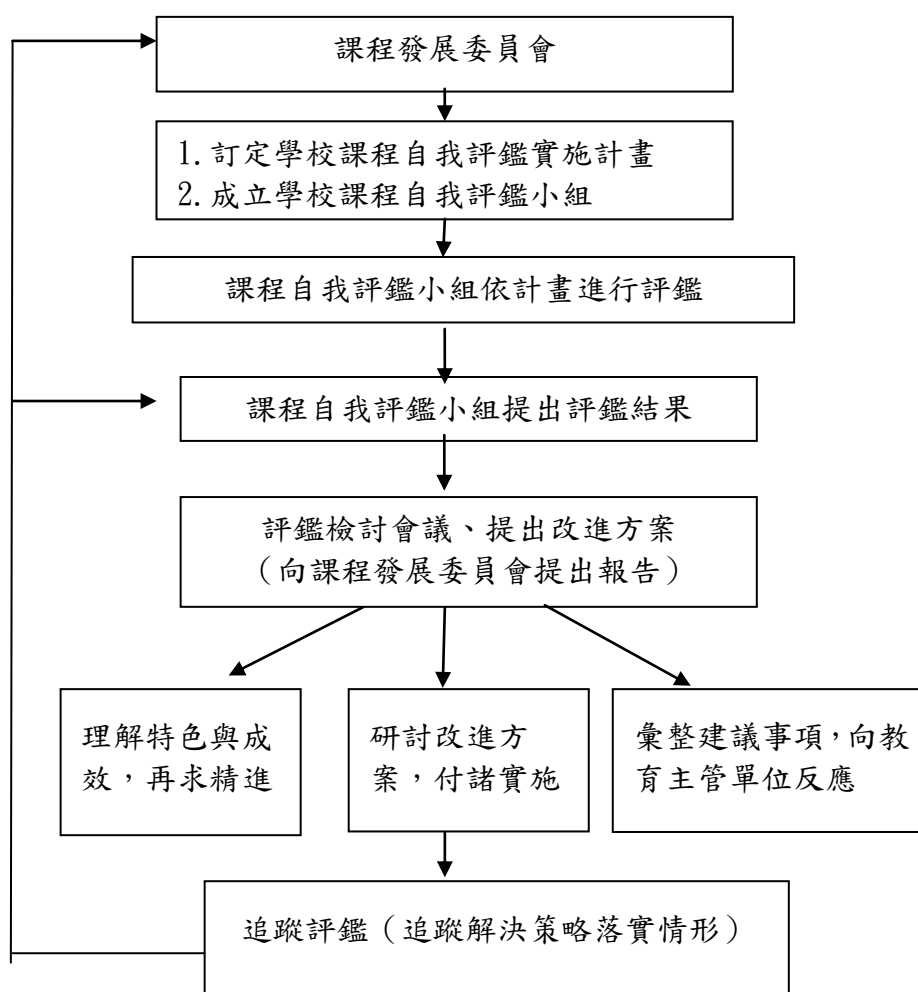 課程發展委員會
1.訂定學校課程自我評鑑實施計畫
2.成立學校課程自我評鑑小組
課程自我評鑑小組依計畫進行評鑑
課程自我評鑑小組提出評鑑結果
評鑑檢討會議、提出改進方案
（向課程發展委員會提出報告）
理解特色與成
效，再求精進
研討改進方
案，付諸實施
彙整建議事項，向教
育主管單位反應
追蹤評鑑（追蹤解決策略落實情形）